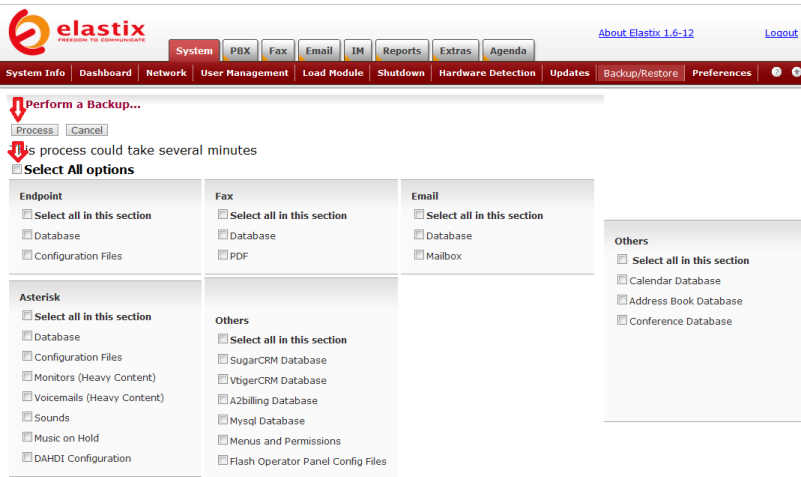 elastix
FREEDOM TO COMMUNICATE
About Elastix 1.6-12
Logout
System PBX Fax Email IM Reports Extras Agenda
System Info Dashboard Network User Management Load Module Shutdown Hardware Detection Updates Backup/Restore Preferences ?
Perform a Backup...
Process Cancel
This process could take several minutes
Select All options
Endpoint
Select all in this section
Database
Configuration Files
Fax
Select all in this section
Database
PDF
Email
Select all in this section
Database
Mailbox
Others
Select all in this section
Calendar Database
Address Book Database
Conference Database
Asterisk
Select all in this section
Database
Configuration Files
Monitors (Heavy Content)
Voicemails (Heavy Content)
Sounds
Music on Hold
DAHDI Configuration
Others
Select all in this section
SugarCRM Database
VtigerCRM Database
A2billing Database
Mysql Database
Menus and Permissions
Flash Operator Panel Config Files